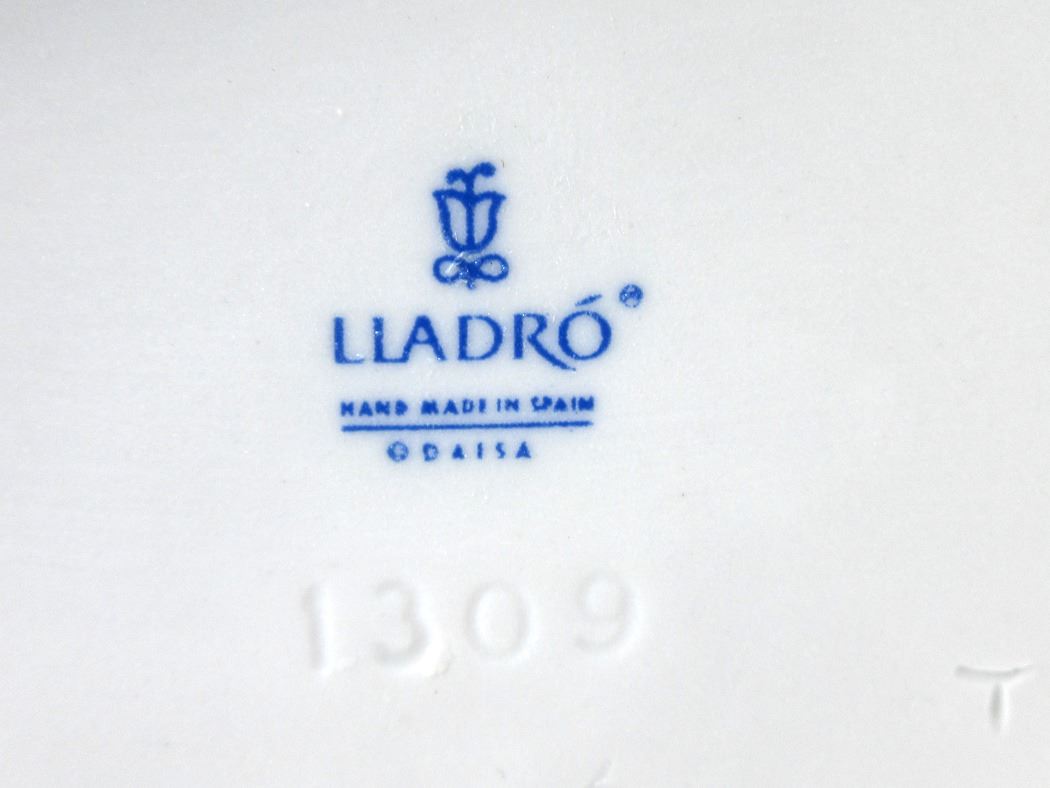 LLADRÓ®
HAND MADE IN SPAIN
© DAISA
1309
T